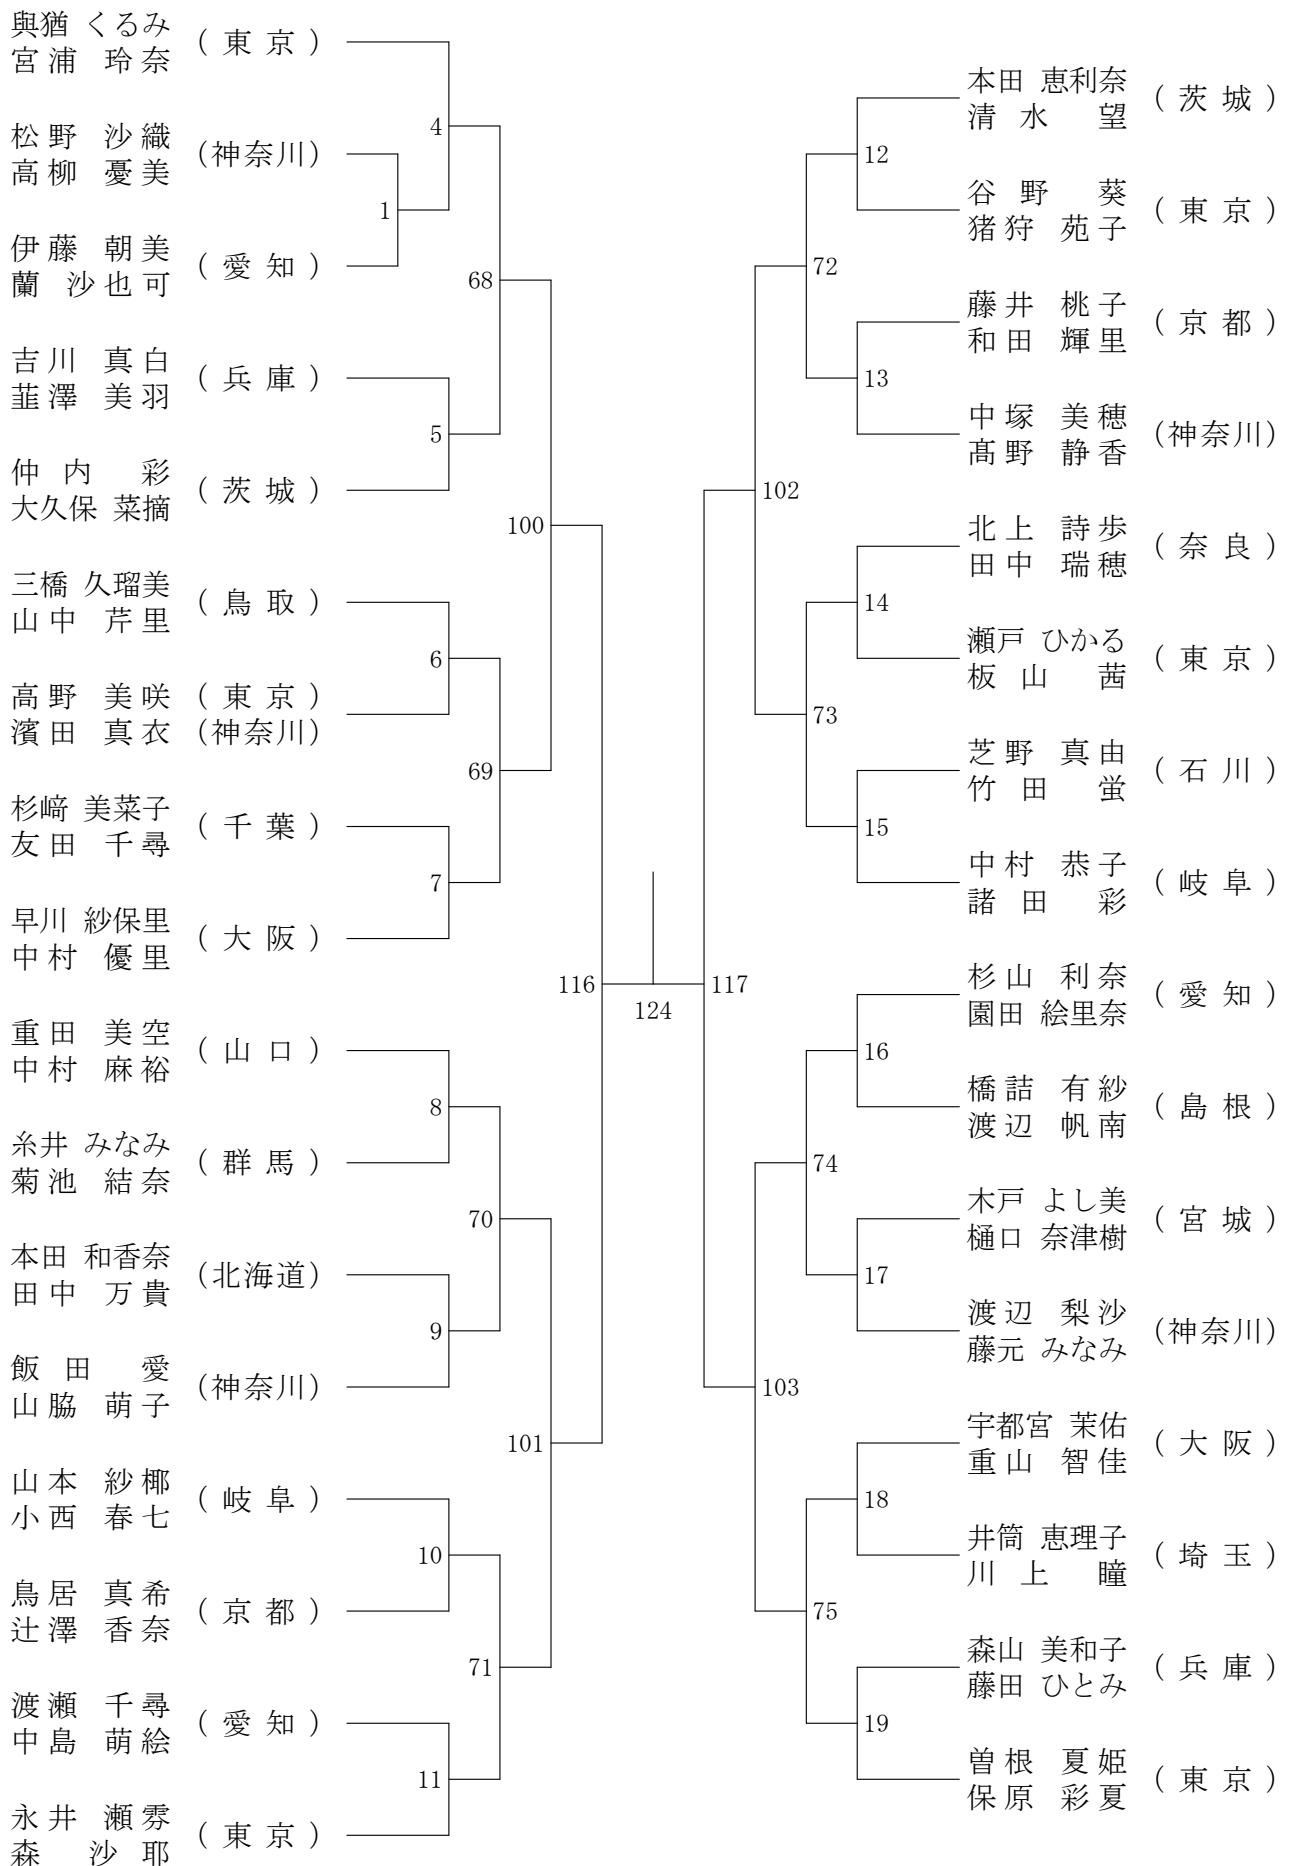 與猶 くるみ
宮浦 玲奈 (東京)
4
松野 沙織
高柳 憂美 (神奈川)
1
伊藤 朝美
蘭 沙也可 (愛知)
68
吉川 真白
韮澤 美羽 (兵庫)
5
仲内 彩
大久保 菜摘 (茨城)
100
三橋 久瑠美
山中 芹里 (鳥取)
6
高野 美咲 (東京)
濱田 真衣 (神奈川)
69
杉﨑 美菜子
友田 千尋 (千葉)
7
早川 紗保里
中村 優里 (大阪)
116
124
117
重田 美空
中村 麻裕 (山口)
8
糸井 みなみ
菊池 結奈 (群馬)
70
本田 和香奈
田中 万貴 (北海道)
9
飯田 愛
山脇 萌子 (神奈川)
101
山本 紗椰
小西 春七 (岐阜)
10
鳥居 真希
辻澤 香奈 (京都)
71
渡瀬 千尋
中島 萌絵 (愛知)
11
永井 瀬雰
森 沙耶 (東京)
本田 恵利奈
清水 望 (茨城)
12
谷野 葵
猪狩 苑子 (東京)
72
藤井 桃子
和田 輝里 (京都)
13
中塚 美穂
髙野 静香 (神奈川)
102
北上 詩歩
田中 瑞穂 (奈良)
14
瀬戸 ひかる
板山 茜 (東京)
73
芝野 真由
竹田 蛍 (石川)
15
中村 恭子
諸田 彩 (岐阜)
杉山 利奈
園田 絵里奈 (愛知)
16
橋詰 有紗
渡辺 帆南 (島根)
74
木戸 よし美
樋口 奈津樹 (宮城)
17
渡辺 梨沙
藤元 みなみ (神奈川)
103
宇都宮 茉佑
重山 智佳 (大阪)
18
井筒 恵理子
川上 瞳 (埼玉)
75
森山 美和子
藤田 ひとみ (兵庫)
19
曽根 夏姫
保原 彩夏 (東京)